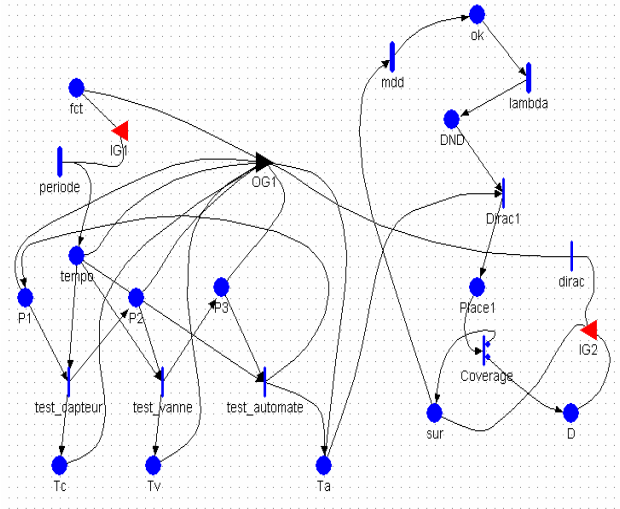 ok
mdd
lambda
fct
DND
IG1
periode
OG1
Dirac1
tempo
dirac
P1
P2
P3
Place1
IG2
Coverage
test_capteur
test_vanne
test_automate
sur
D
Tc
Tv
Ta